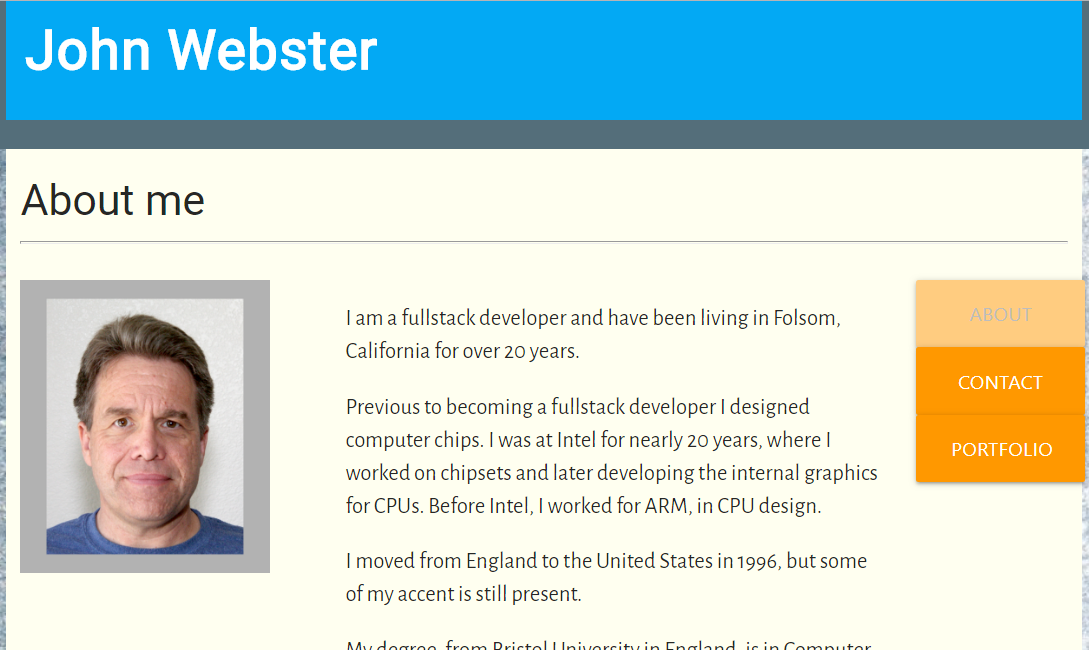 John Webster
About me
I am a fullstack developer and have been living in Folsom,
California for over 20 years.
Previous to becoming a fullstack developer I designed
computer chips. I was at Intel for nearly 20 years, where I
worked on chipsets and later developing the internal graphics
for CPUs. Before Intel, I worked for ARM, in CPU design.
I moved from England to the United States in 1996, but some
of my accent is still present.
My degree, from Bristol University in England, is in Computer
ABOUT
CONTACT
PORTFOLIO